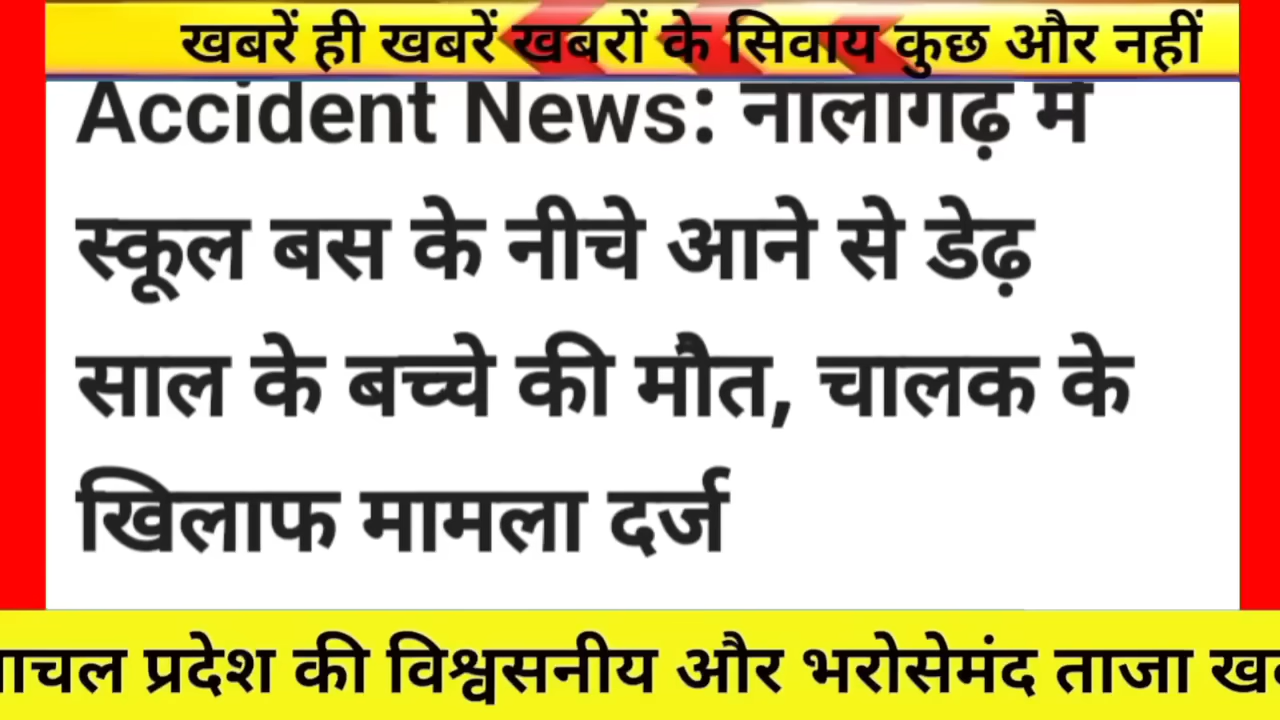 खबरें ही खबरें खबरों के सिवाय कुछ और नहीं
Accident News: नालागढ़ में
स्कूल बस के नीचे आने से डेढ़
साल के बच्चे की मौत, चालक के
खिलाफ मामला दर्ज
प्रदेश की विश्वसनीय और भरोसेमंद ताजा